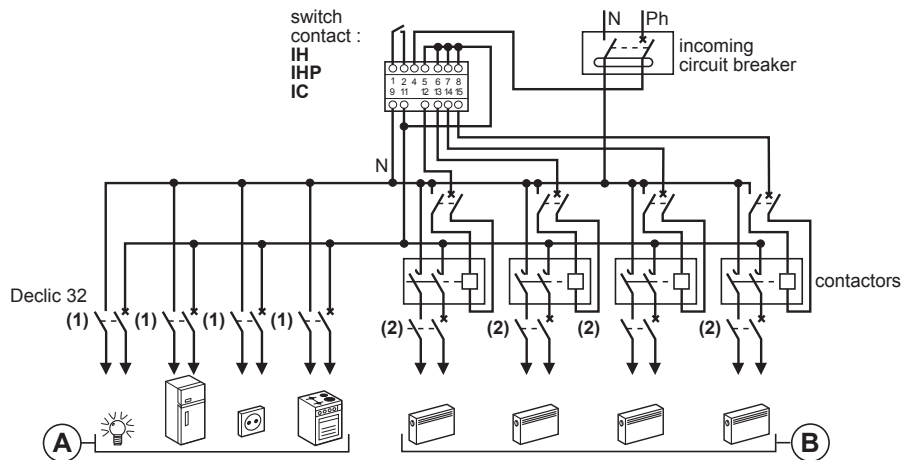 switch
contact :
IH
IHP
IC
N Ph
incoming
circuit breaker
1 2 4 5 6 7 8
9 11 12 13 14 15
N
Declic 32
(1) (1) (1) (1)
(2) (2) (2) (2)
contactors
A
B